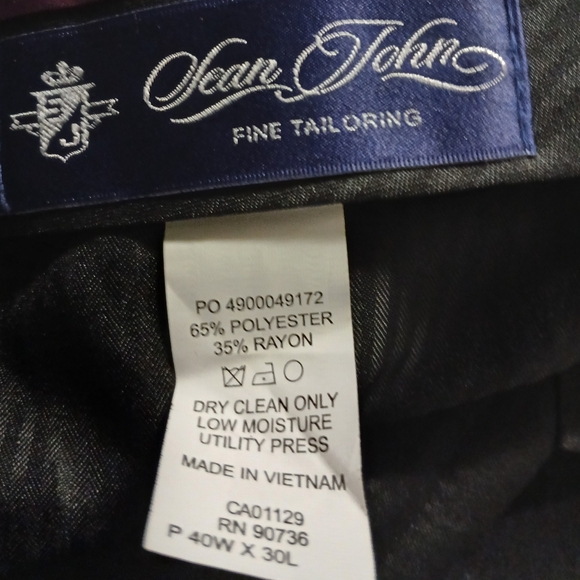 Sean John
FINE TAILORING
SJ
PO 4900049172
65% POLYESTER
35% RAYON
DRY CLEAN ONLY
LOW MOISTURE
UTILITY PRESS
MADE IN VIETNAM
CA01129
RN 90736
P 40W X 30L